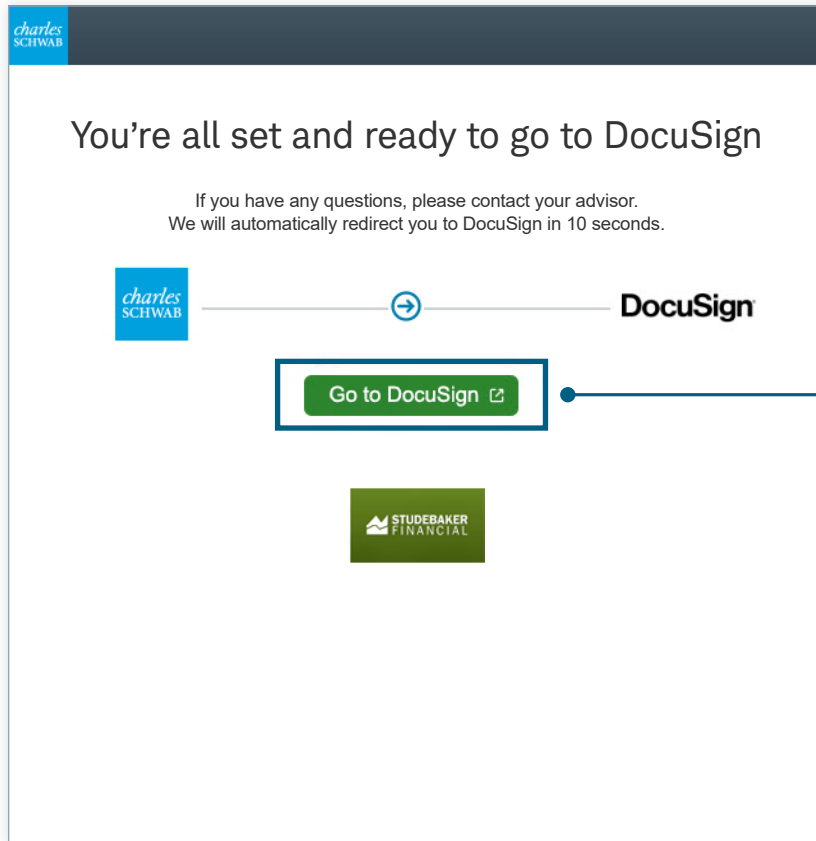 charles
SCHWAB
You’re all set and ready to go to DocuSign
If you have any questions, please contact your advisor.
We will automatically redirect you to DocuSign in 10 seconds.
charles
SCHWAB
DocuSign
Go to DocuSign
STUDEBAKER
FINANCIAL